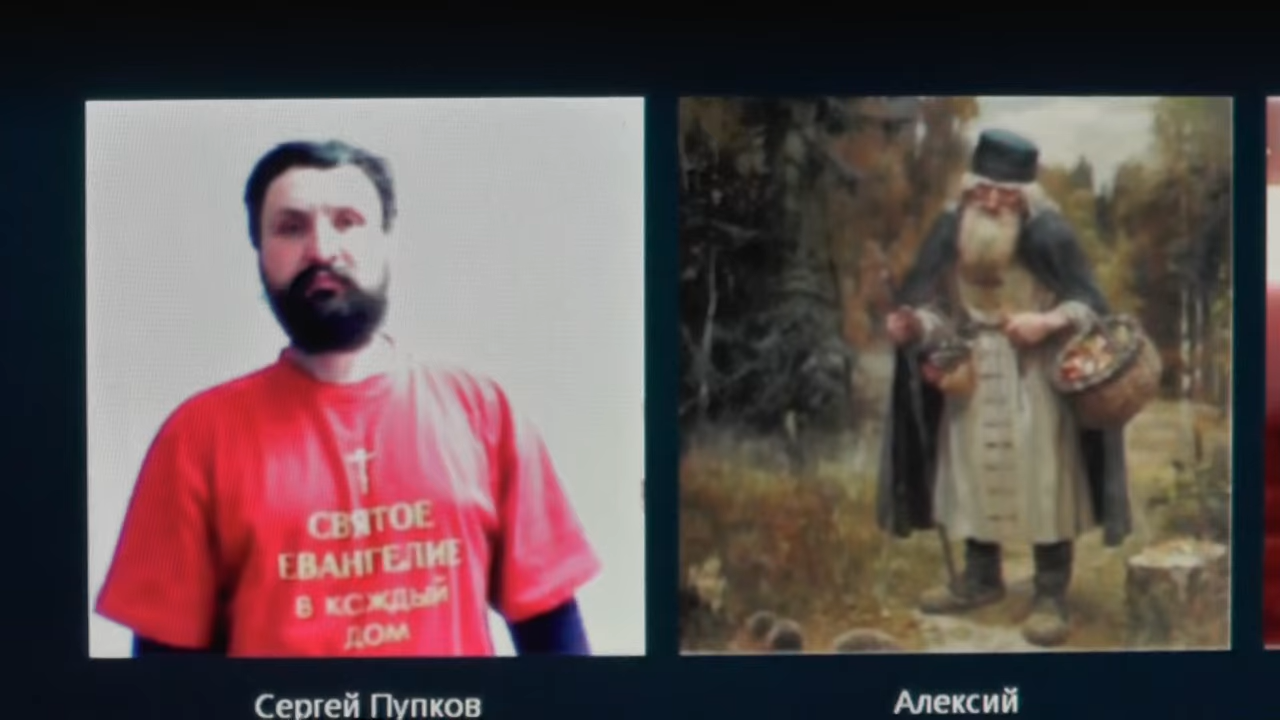 СВЯТОЕ
ЕВАНГЕЛИЕ
В КАЖДЫЙ
ДОМ
Сергей Пупков
Алексий